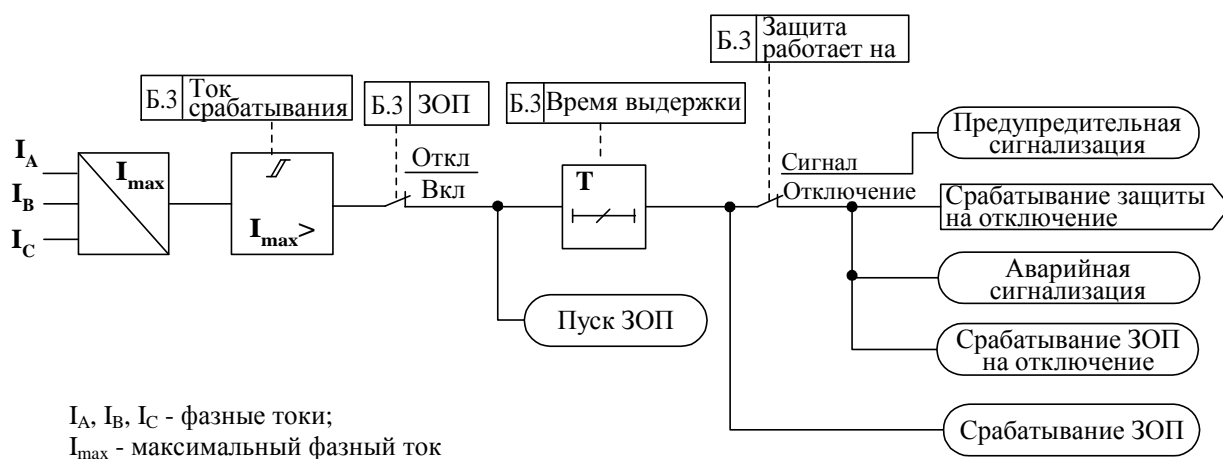 Б.3 Защита
работает на
Б.3 Ток
срабатывания
Б.3 ЗОП
Б.3 Время выдержки
I_A
I_B
I_C
I_max
I_max>
Откл
Вкл
T
Сигнал
Отключение
Предупредительная
сигнализация
Срабатывание защиты
на отключение
Аварийная
сигнализация
Пуск ЗОП
Срабатывание ЗОП
на отключение
Срабатывание ЗОП
I_A, I_B, I_C - фазные токи;
I_max - максимальный фазный ток